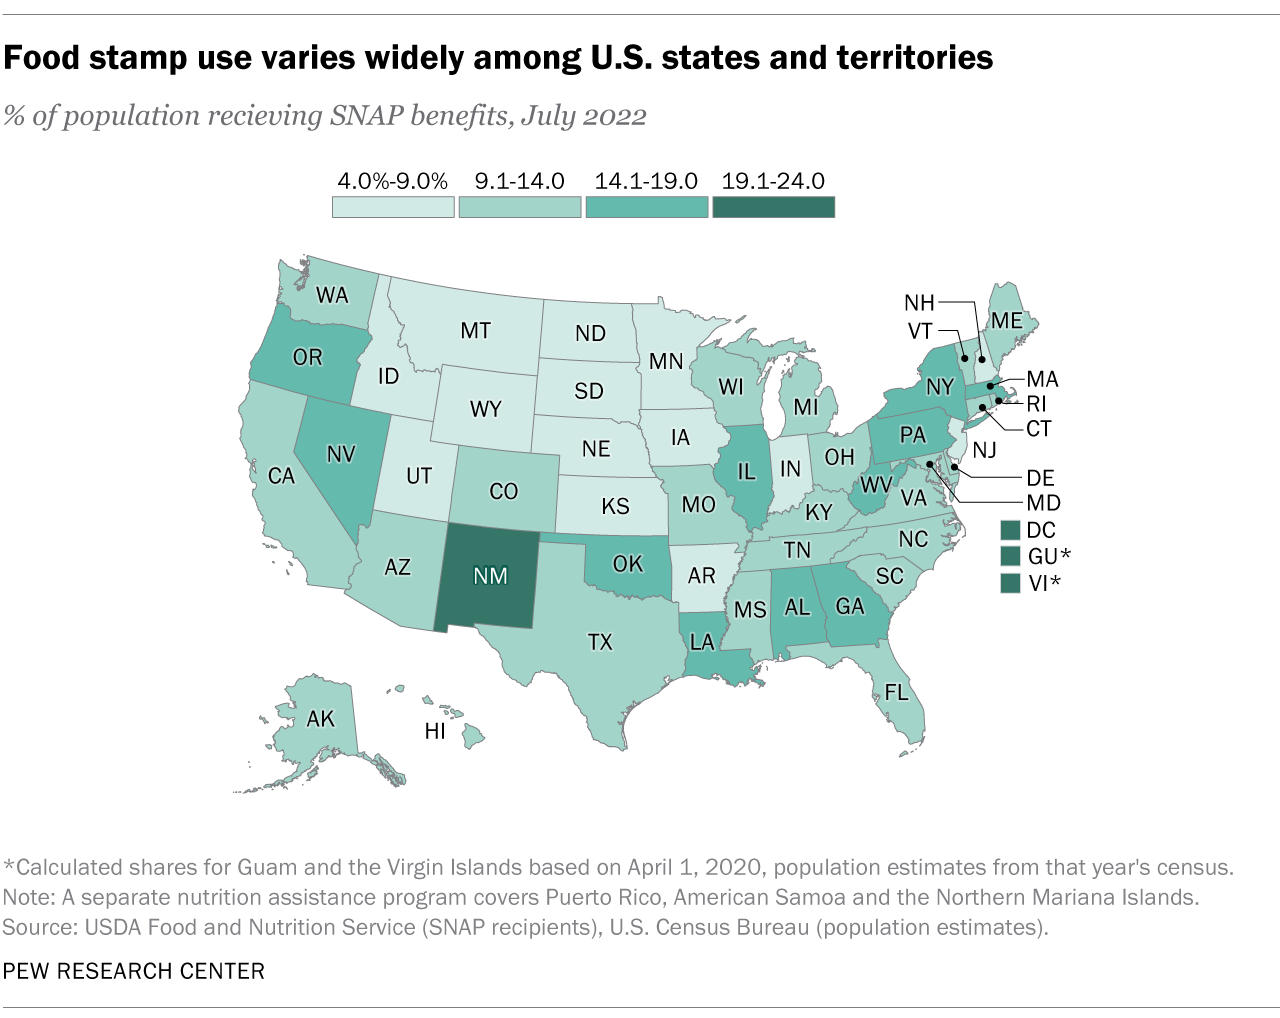 Food stamp use varies widely among U.S. states and territories
% of population recieving SNAP benefits, July 2022
4.0%-9.0% 9.1-14.0 14.1-19.0 19.1-24.0
WA
OR
ID
MT
ND
MN
SD
WY
NE
IA
WI
MI
NH
VT
ME
NY
MA
RI
CT
PA
NJ
DE
MD
DC
GU*
VI*
NV
CA
UT
CO
KS
MO
IL
IN
OH
WV
VA
KY
NC
TN
SC
AZ
NM
OK
AR
MS
AL
GA
TX
LA
FL
AK
HI
*Calculated shares for Guam and the Virgin Islands based on April 1, 2020, population estimates from that year's census.
Note: A separate nutrition assistance program covers Puerto Rico, American Samoa and the Northern Mariana Islands.
Source: USDA Food and Nutrition Service (SNAP recipients), U.S. Census Bureau (population estimates).
PEW RESEARCH CENTER